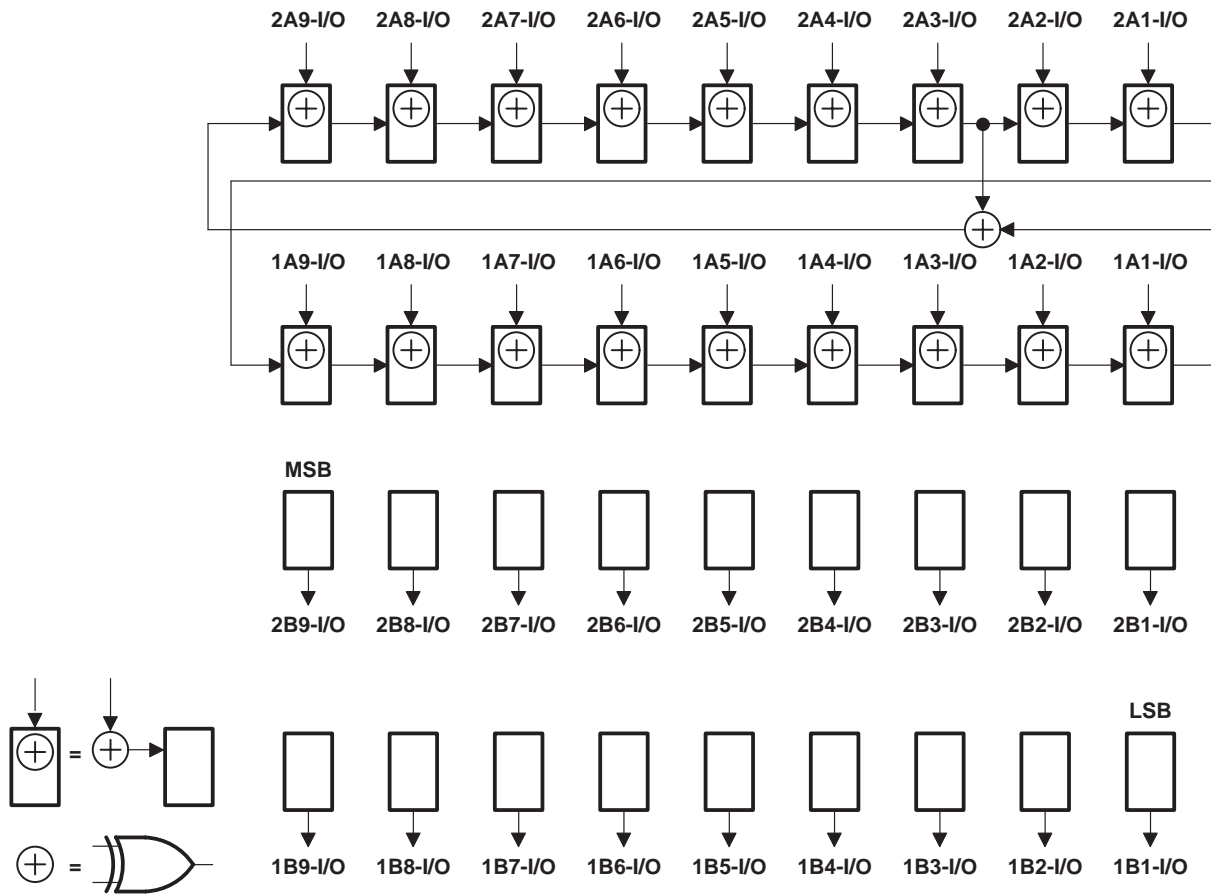 2A9-I/O 2A8-I/O 2A7-I/O 2A6-I/O 2A5-I/O 2A4-I/O 2A3-I/O 2A2-I/O 2A1-I/O
1A9-I/O 1A8-I/O 1A7-I/O 1A6-I/O 1A5-I/O 1A4-I/O 1A3-I/O 1A2-I/O 1A1-I/O
MSB
2B9-I/O 2B8-I/O 2B7-I/O 2B6-I/O 2B5-I/O 2B4-I/O 2B3-I/O 2B2-I/O 2B1-I/O
LSB
=
=
1B9-I/O 1B8-I/O 1B7-I/O 1B6-I/O 1B5-I/O 1B4-I/O 1B3-I/O 1B2-I/O 1B1-I/O